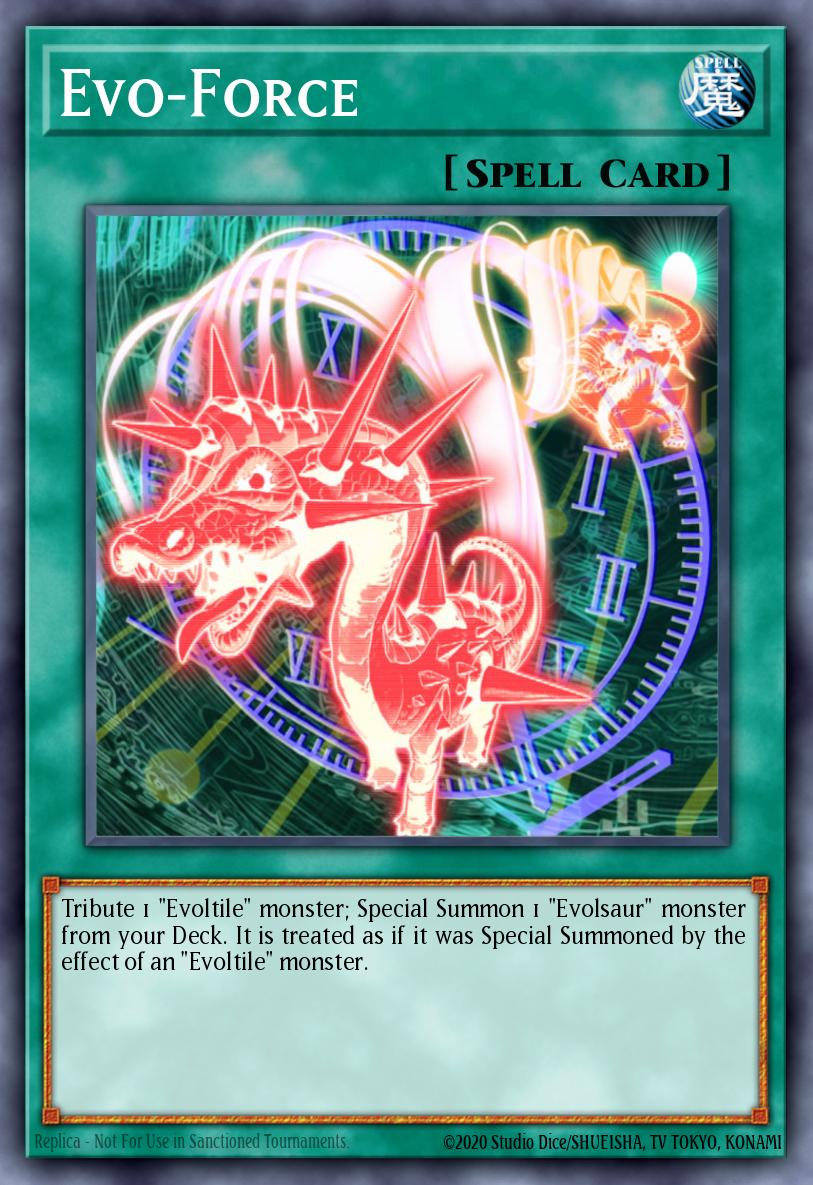 Evo-Force
SPELL
魔
[ Spell Card ]
XI
II
III
IV
VII
Tribute 1 "Evoltile" monster; Special Summon 1 "Evolsaur" monster
from your Deck. It is treated as if it was Special Summoned by the
effect of an "Evoltile" monster.
Replica - Not For Use in Sanctioned Tournaments.
©2020 Studio Dice/SHUEISHA, TV TOKYO, KONAMI